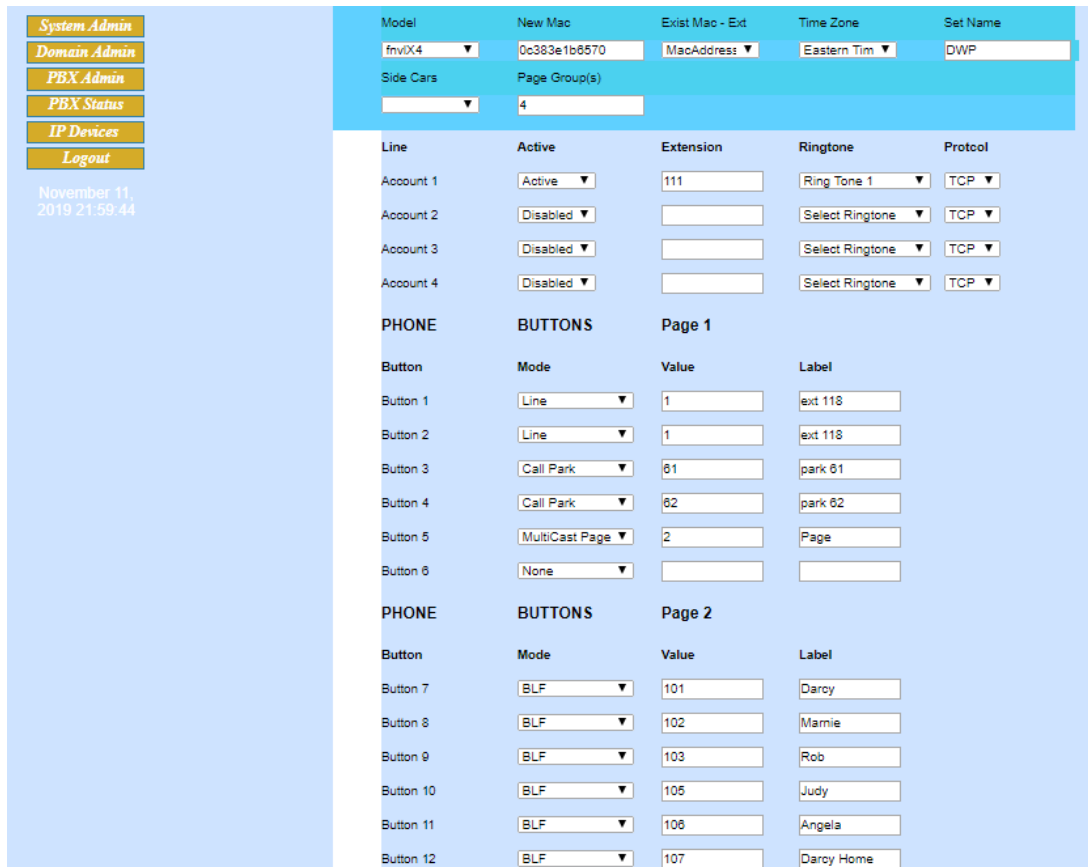 System Admin
Domain Admin
PBX Admin
PBX Status
IP Devices
Logout
November 11,
2019 21:59:44
Model New Mac Exist Mac - Ext Time Zone Set Name
fnvIX4 0c383e1b6570 MacAddress Eastern Tim DWP
Side Cars Page Group(s)
4
Line Active Extension Ringtone Protcol
Account 1 Active 111 Ring Tone 1 TCP
Account 2 Disabled Select Ringtone TCP
Account 3 Disabled Select Ringtone TCP
Account 4 Disabled Select Ringtone TCP
PHONE BUTTONS Page 1
Button Mode Value Label
Button 1 Line 1 ext 118
Button 2 Line 1 ext 118
Button 3 Call Park 61 park 61
Button 4 Call Park 62 park 62
Button 5 MultiCast Page 2 Page
Button 6 None
PHONE BUTTONS Page 2
Button Mode Value Label
Button 7 BLF 101 Darcy
Button 8 BLF 102 Marnie
Button 9 BLF 103 Rob
Button 10 BLF 105 Judy
Button 11 BLF 106 Angela
Button 12 BLF 107 Darcy Home